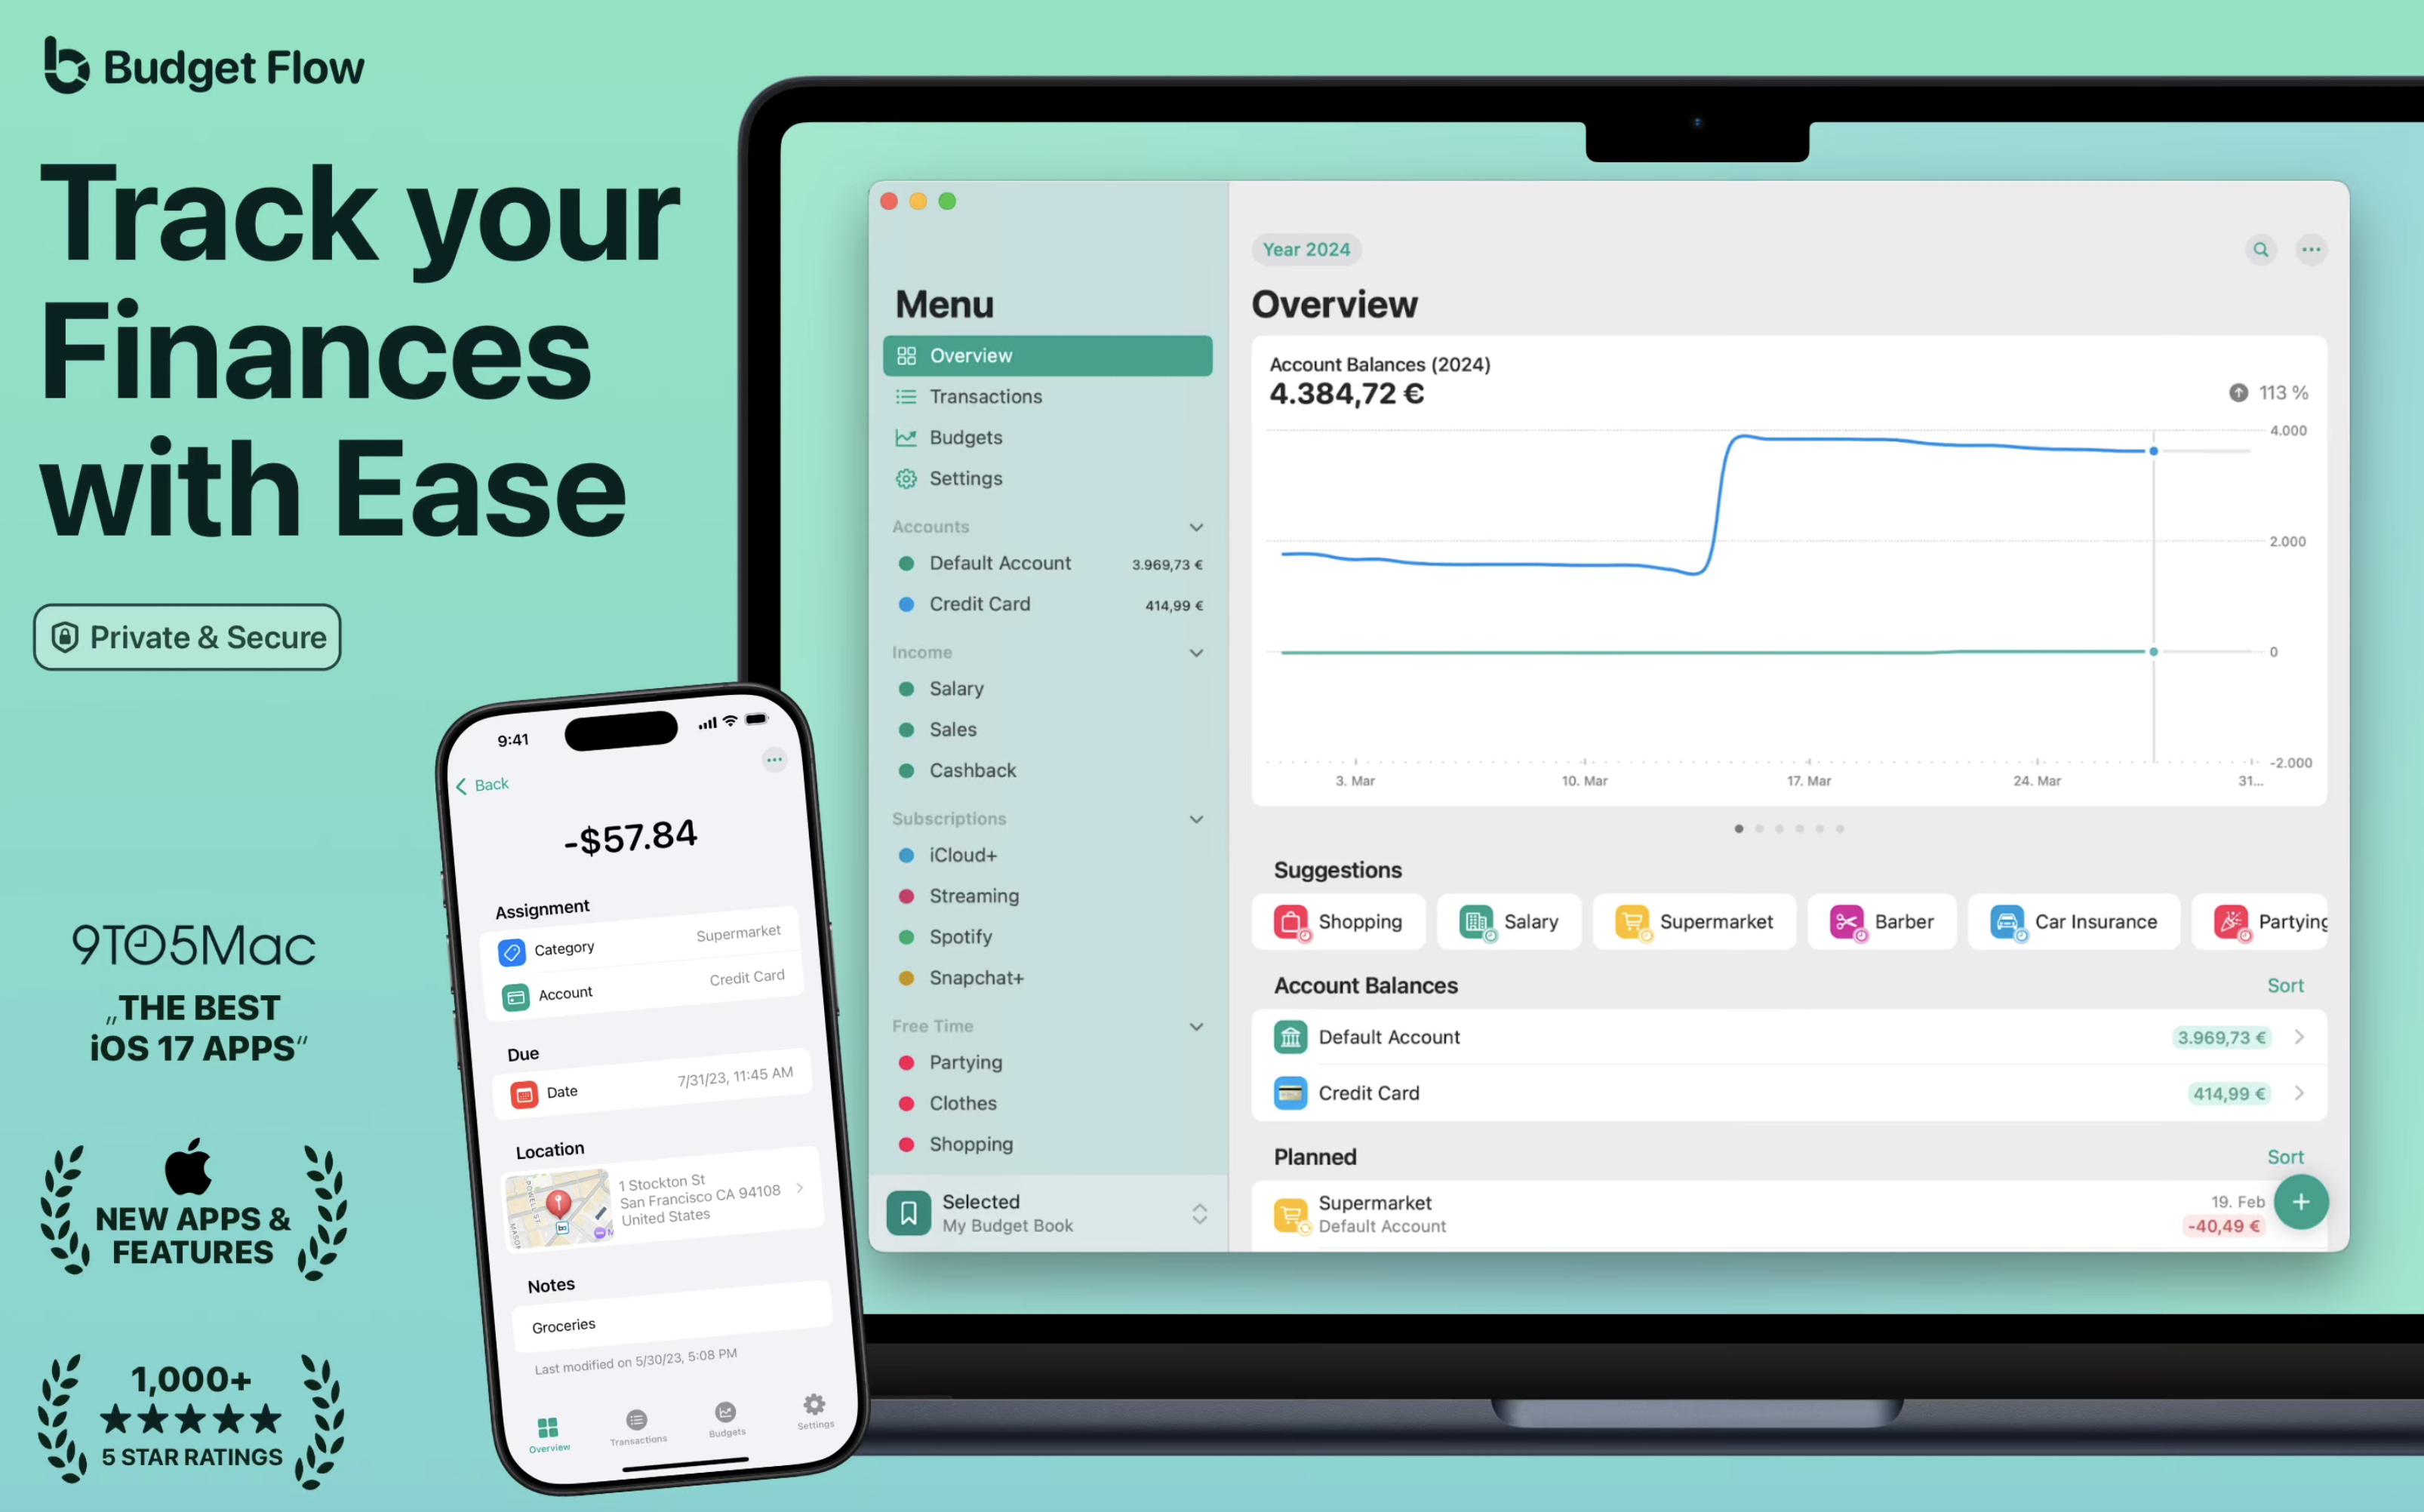 Budget Flow
Track your
Finances
with Ease
Private & Secure
9TO5Mac
„THE BEST
iOS 17 APPS“
NEW APPS &
FEATURES
1,000+
5 STAR RATINGS
9:41
Back
-$57.84
Assignment
Category Supermarket
Account Credit Card
Due
Date 7/31/23, 11:45 AM
Location
1 Stockton St
San Francisco CA 94108
United States
Notes
Groceries
Last modified on 5/30/23, 5:08 PM
Overview Transactions Budgets Settings
Menu
Overview
Transactions
Budgets
Settings
Accounts
Default Account 3.969,73 €
Credit Card 414,99 €
Income
Salary
Sales
Cashback
Subscriptions
iCloud+
Streaming
Spotify
Snapchat+
Free Time
Partying
Clothes
Shopping
Selected
My Budget Book
Year 2024
Overview
Account Balances (2024)
4.384,72 €
113 %
4.000
2.000
0
-2.000
3. Mar 10. Mar 17. Mar 24. Mar 31...
Suggestions
Shopping Salary Supermarket Barber Car Insurance Partying
Account Balances Sort
Default Account 3.969,73 €
Credit Card 414,99 €
Planned Sort
Supermarket 19. Feb
Default Account -40,49 €